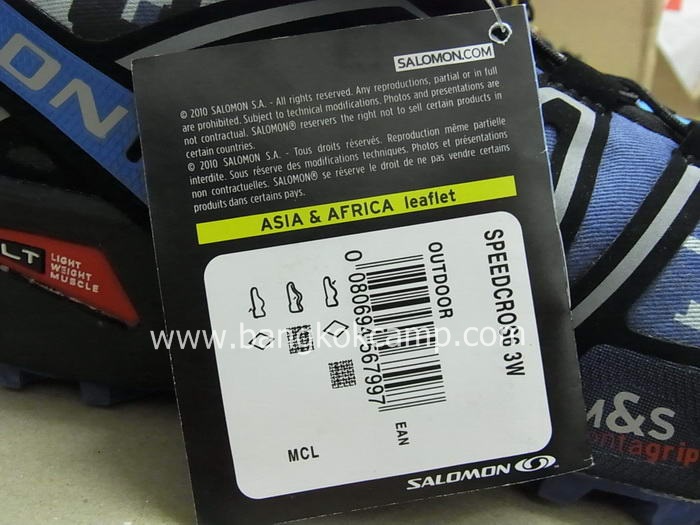 SALOMON.COM
© 2010 SALOMON S.A. - All rights reserved. Any reproductions, partial or in full
are prohibited. Subject to technical modifications. Photos and presentations are
not contractual. SALOMON® reserves the right not to sell certain products in
certain countries.
© 2010 SALOMON S.A. - Tous droits réservés. Reproduction même partielle
interdite. Sous réserve des modifications techniques. Photos et présentations
non contractuelles. SALOMON® se réserve le droit de ne pas vendre certains
produits dans certains pays.
ASIA & AFRICA leaflet
SPEEDCROSS 3W
OUTDOOR
EAN
MCL
SALOMON
www.bangkokcamp.com
ON
LT
LIGHT
WEIGHT
MUSCLE
M&S
ontagrip